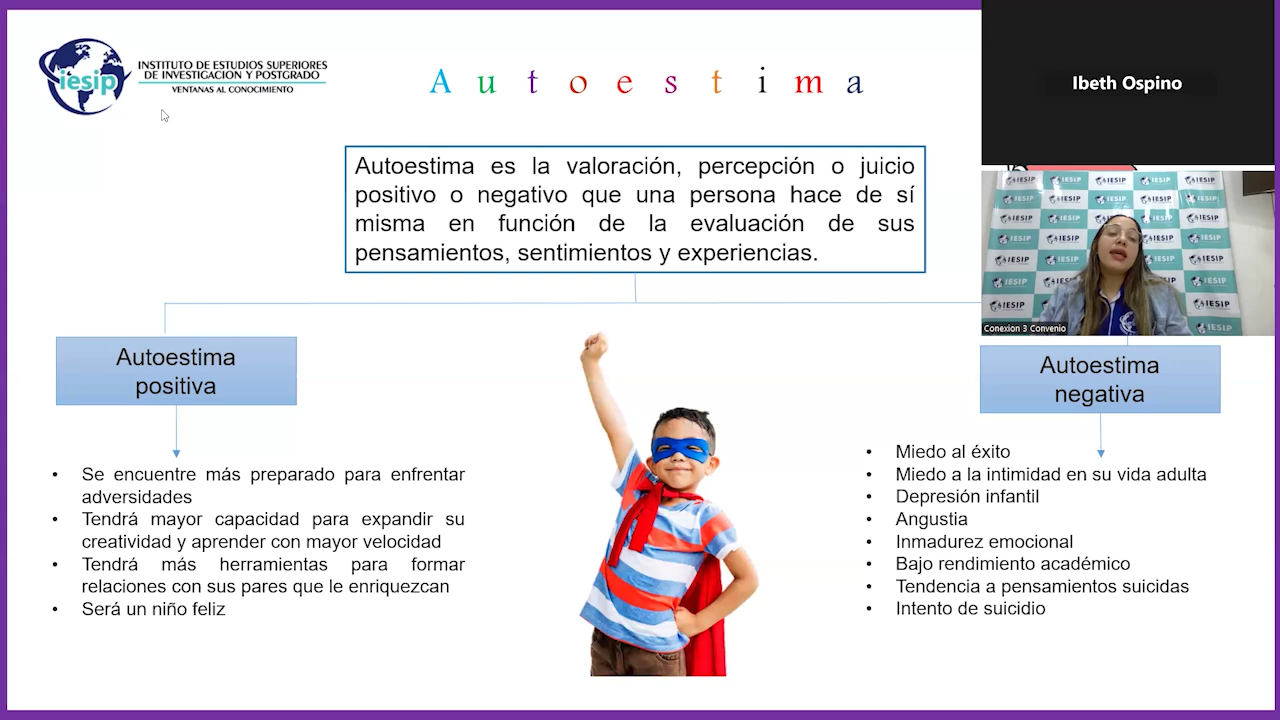 iesip
INSTITUTO DE ESTUDIOS SUPERIORES
DE INVESTIGACION Y POSTGRADO
VENTANAS AL CONOCIMIENTO
Autoestima
Ibeth Ospino
Autoestima es la valoración, percepción o juicio
positivo o negativo que una persona hace de sí
misma en función de la evaluación de sus
pensamientos, sentimientos y experiencias.
IESIP
Conexion 3 Convenio
Autoestima
positiva
• Se encuentre más preparado para enfrentar
adversidades
• Tendrá mayor capacidad para expandir su
creatividad y aprender con mayor velocidad
• Tendrá más herramientas para formar
relaciones con sus pares que le enriquezcan
• Será un niño feliz
Autoestima
negativa
• Miedo al éxito
• Miedo a la intimidad en su vida adulta
• Depresión infantil
• Angustia
• Inmadurez emocional
• Bajo rendimiento académico
• Tendencia a pensamientos suicidas
• Intento de suicidio